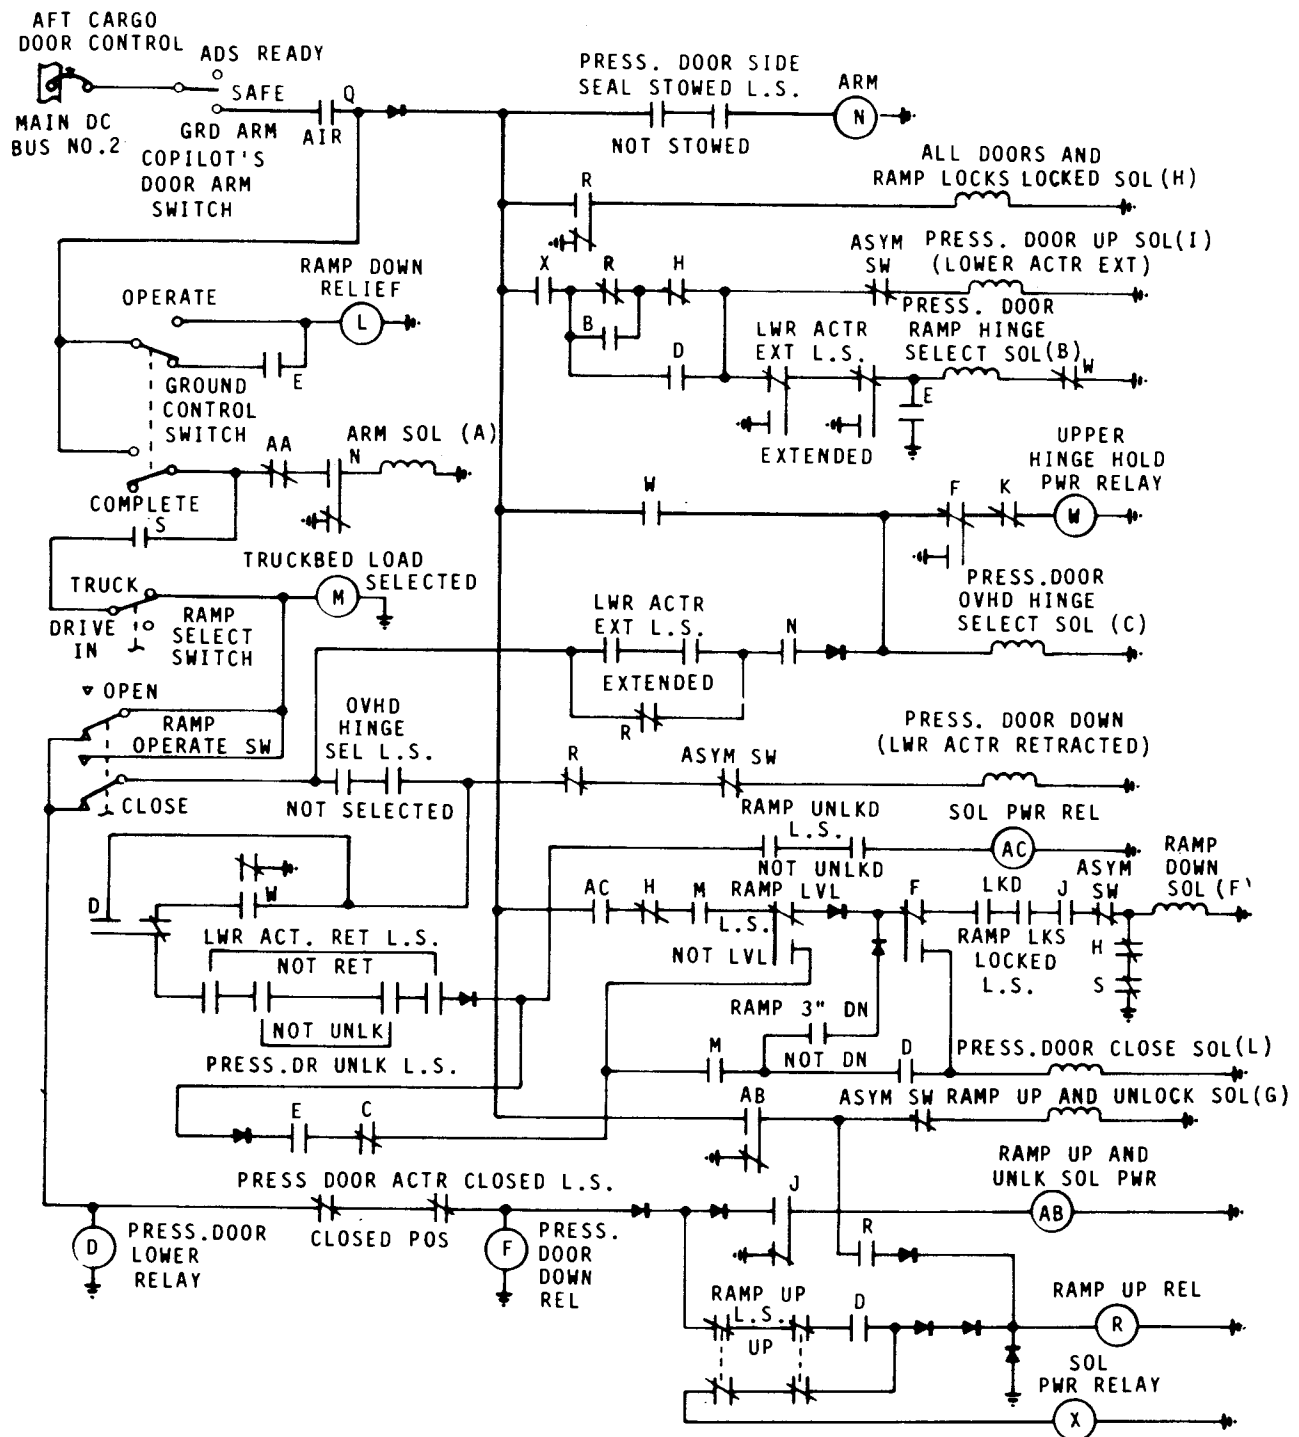 AFT CARGO
DOOR CONTROL
ADS READY
SAFE
GRD ARM
MAIN DC
BUS NO.2
COPILOT'S
DOOR ARM
SWITCH
AIR
Q
PRESS. DOOR SIDE
SEAL STOWED L.S.
NOT STOWED
ARM
N
ALL DOORS AND
RAMP LOCKS LOCKED SOL(H)
R
RAMP DOWN
RELIEF
L
OPERATE
E
GROUND
CONTROL
SWITCH
X
R
H
B
D
ASYM
SW
PRESS. DOOR UP SOL(I)
(LOWER ACTR EXT)
LWR ACTR
EXT L.S.
EXTENDED
PRESS. DOOR
RAMP HINGE
SELECT SOL(B)
W
E
AA
N
ARM SOL (A)
COMPLETE
S
W
F
K
UPPER
HINGE HOLD
PWR RELAY
W
TRUCK
DRIVE
IN
RAMP
SELECT
SWITCH
TRUCKBED LOAD
SELECTED
M
LWR ACTR
EXT L.S.
EXTENDED
N
R
PRESS.DOOR
OVHD HINGE
SELECT SOL (C)
OPEN
RAMP
OPERATE SW
CLOSE
OVHD
HINGE
SEL L.S.
NOT SELECTED
R
ASYM SW
PRESS. DOOR DOWN
(LWR ACTR RETRACTED)
RAMP UNLKD
L.S.
NOT UNLKD
SOL PWR REL
AC
D
W
LWR ACT. RET L.S.
NOT RET
NOT UNLK
PRESS.DR UNLK L.S.
AC
H
M
RAMP LVL
L.S.
NOT LVL
F
LKD
J
RAMP LKS
LOCKED
L.S.
ASYM
SW
RAMP
DOWN
SOL (F)
H
S
RAMP 3" DN
NOT DN
M
D
PRESS.DOOR CLOSE SOL(L)
E
C
AB
ASYM SW
RAMP UP AND UNLOCK SOL(G)
PRESS DOOR ACTR CLOSED L.S.
CLOSED POS
D
PRESS.DOOR
LOWER
RELAY
F
PRESS.
DOOR
DOWN
REL
J
RAMP UP AND
UNLK SOL PWR
AB
R
RAMP UP
L.S.
UP
D
RAMP UP REL
R
SOL
PWR RELAY
X